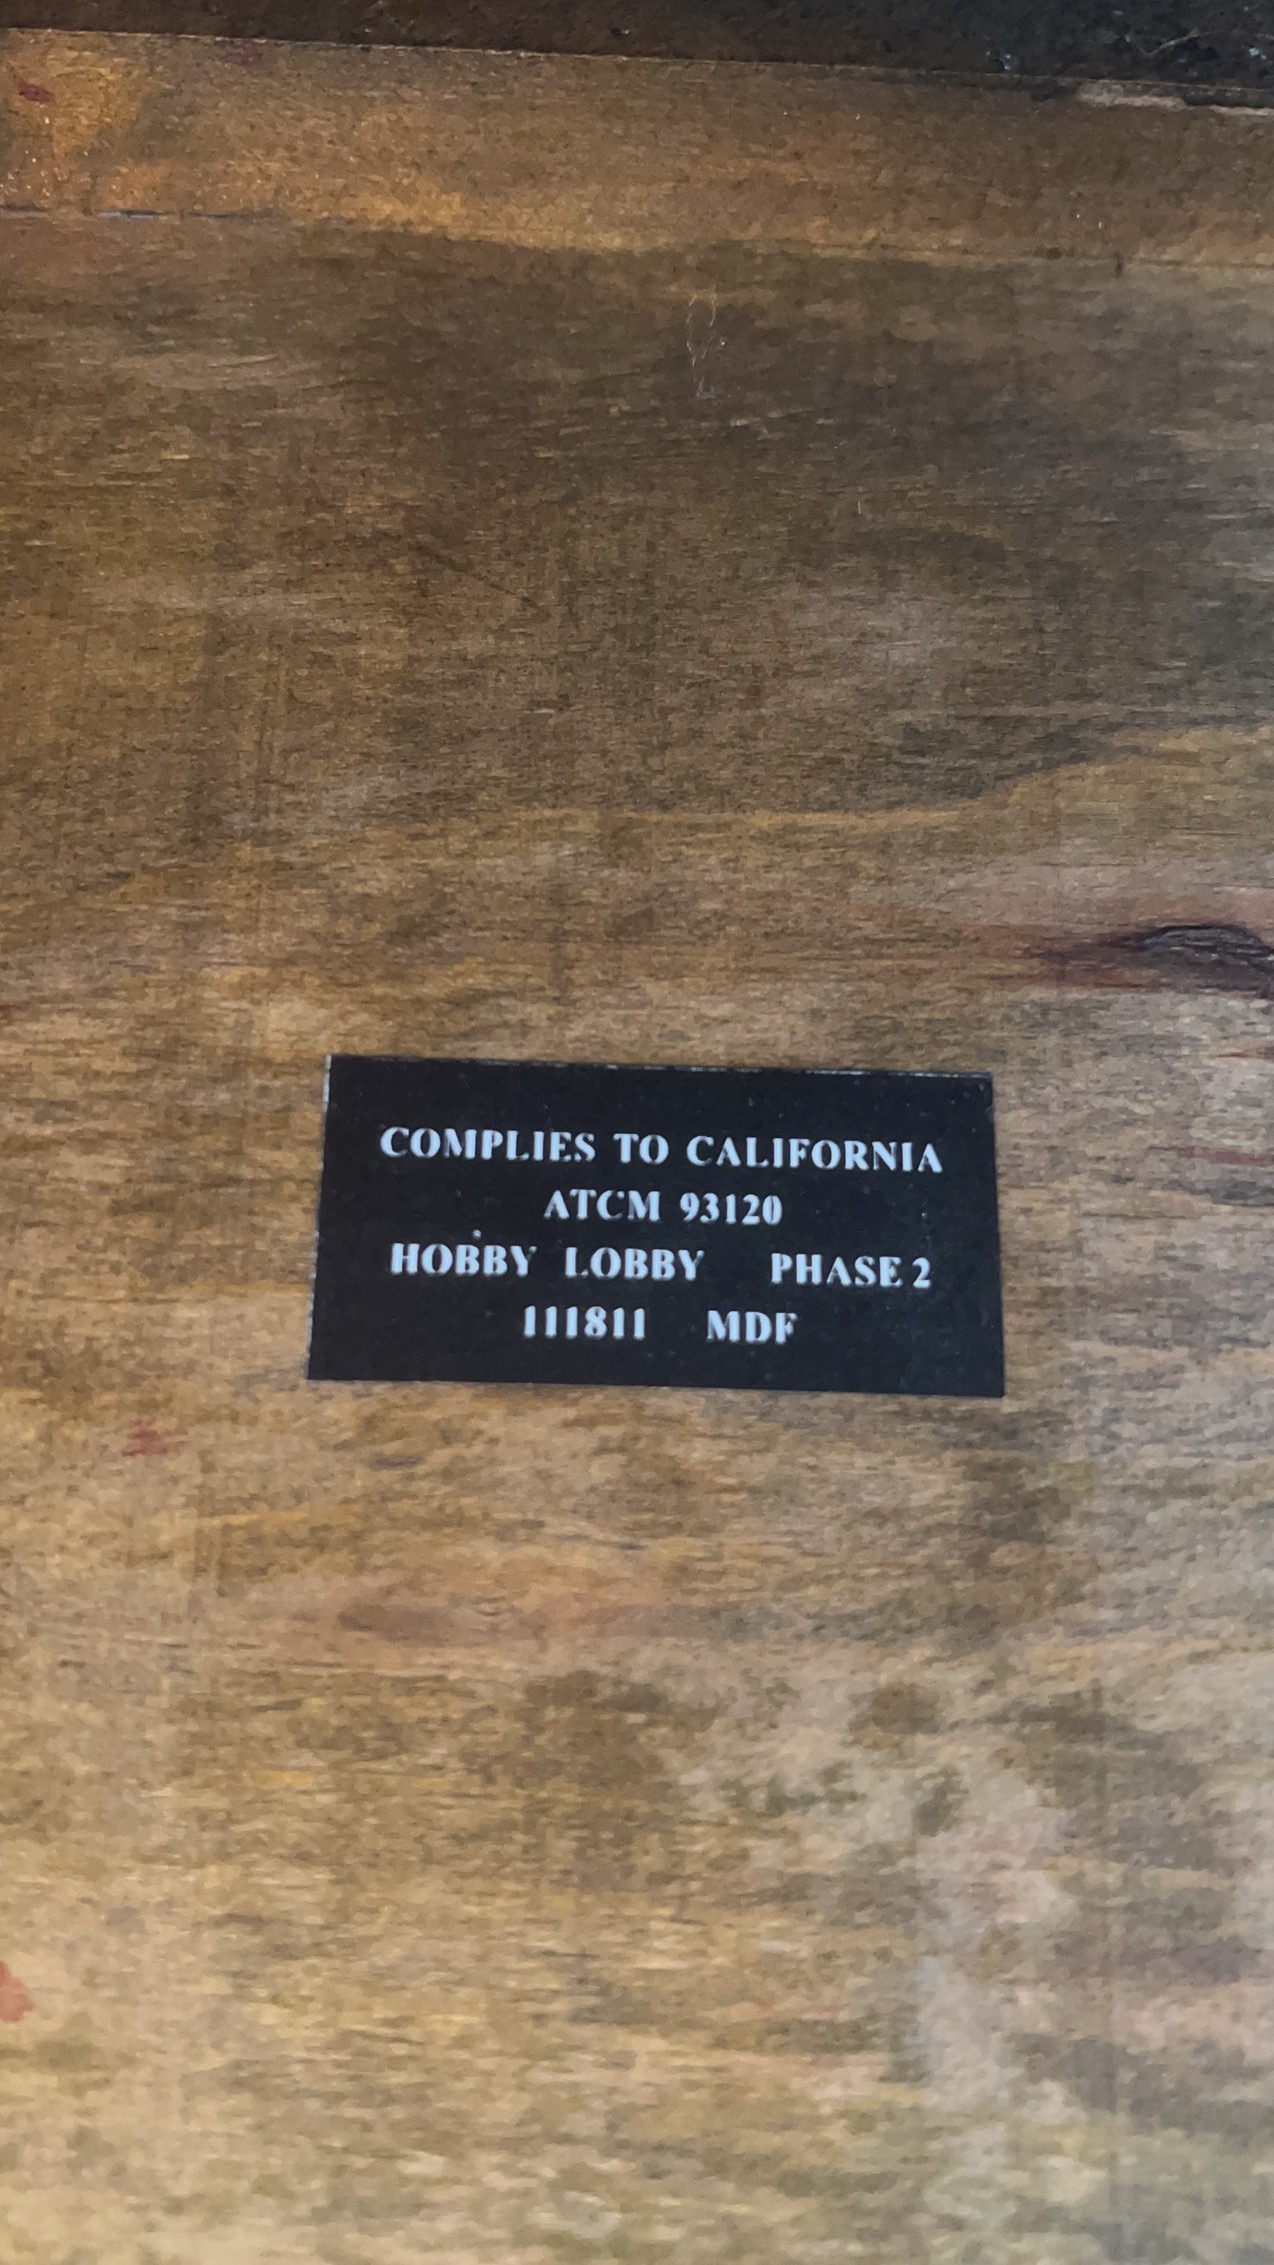 COMPLIES TO CALIFORNIA
ATCM 93120
HOBBY LOBBY PHASE 2
111811 MDF